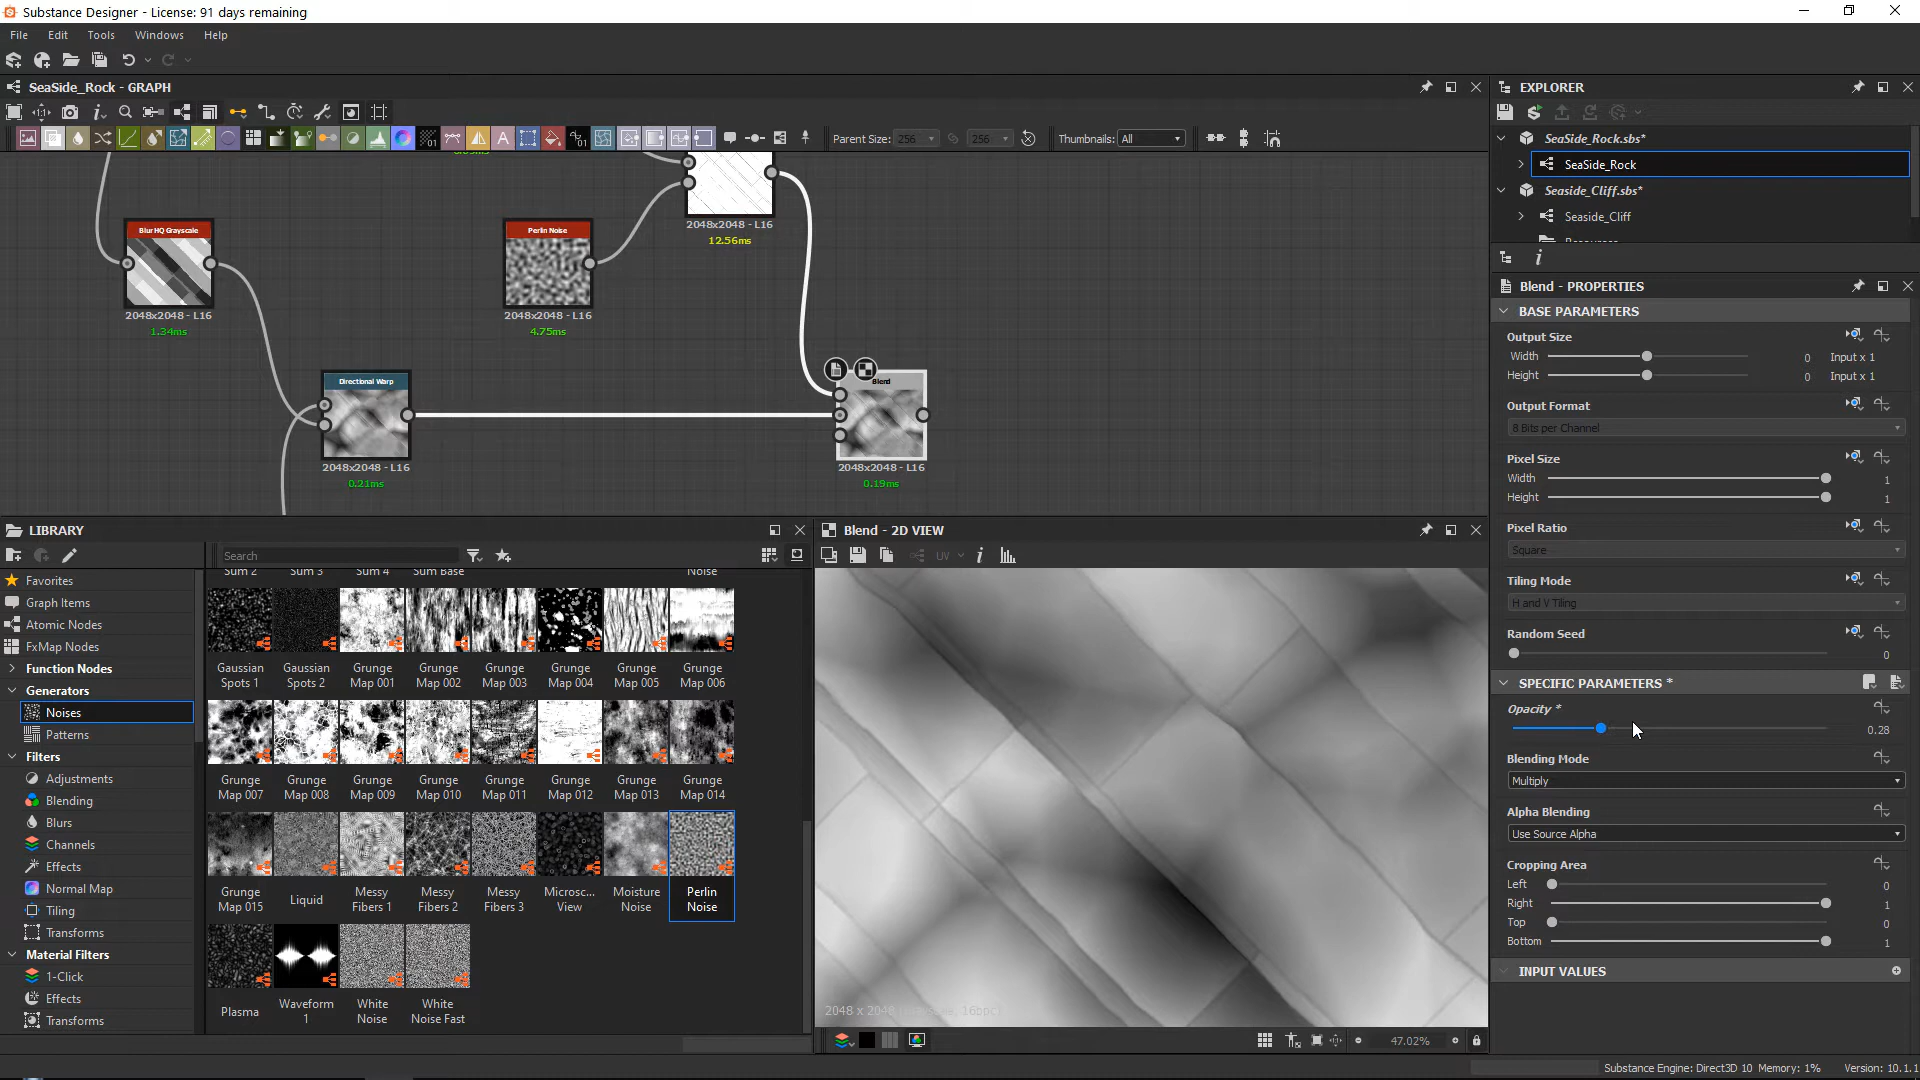 Substance Designer - License: 91 days remaining
File Edit Tools Windows Help
SeaSide_Rock - GRAPH
Parent Size: 256 256 Thumbnails: All
2048x2048 - L16
12.56ms
Blur HQ Grayscale
2048x2048 - L16
1.34ms
Perlin Noise
2048x2048 - L16
4.75ms
Directional Warp
2048x2048 - L16
0.21ms
Blend
2048x2048 - L16
0.19ms
LIBRARY
Search
Favorites
Graph Items
Atomic Nodes
FxMap Nodes
Function Nodes
Generators
Noises
Patterns
Filters
Adjustments
Blending
Blurs
Channels
Effects
Normal Map
Tiling
Transforms
Material Filters
1-Click
Effects
Transforms
Sum 2 Sum 3 Sum 4 Sum Base Noise
Gaussian Spots 1
Gaussian Spots 2
Grunge Map 001
Grunge Map 002
Grunge Map 003
Grunge Map 004
Grunge Map 005
Grunge Map 006
Grunge Map 007
Grunge Map 008
Grunge Map 009
Grunge Map 010
Grunge Map 011
Grunge Map 012
Grunge Map 013
Grunge Map 014
Grunge Map 015
Liquid
Messy Fibers 1
Messy Fibers 2
Messy Fibers 3
Microsc... View
Moisture Noise
Perlin Noise
Plasma
Waveform 1
White Noise
White Noise Fast
Blend - 2D VIEW
UV
47.02%
EXPLORER
SeaSide_Rock.sbs*
SeaSide_Rock
Seaside_Cliff.sbs*
Seaside_Cliff
Blend - PROPERTIES
BASE PARAMETERS
Output Size
Width 0 Input x 1
Height 0 Input x 1
Output Format
8 Bits per Channel
Pixel Size
Width 1
Height 1
Pixel Ratio
Square
Tiling Mode
H and V Tiling
Random Seed
0
SPECIFIC PARAMETERS *
Opacity *
0.28
Blending Mode
Multiply
Alpha Blending
Use Source Alpha
Cropping Area
Left 0
Right 1
Top 0
Bottom 1
INPUT VALUES
Substance Engine: Direct3D 10 Memory: 1% Version: 10.1.1